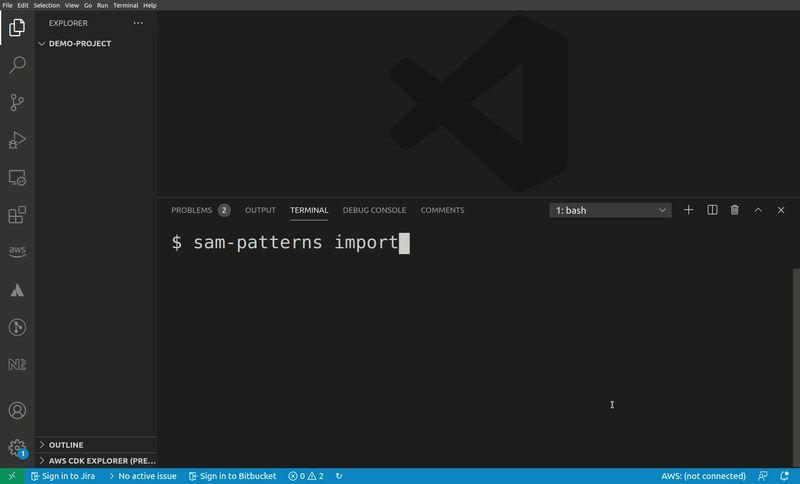 File Edit Selection View Go Run Terminal Help
EXPLORER ···
DEMO-PROJECT
PROBLEMS 2 OUTPUT TERMINAL DEBUG CONSOLE COMMENTS 1: bash
$ sam-patterns import
aws
OUTLINE
AWS CDK EXPLORER (PRE...
1
Sign in to Jira No active issue Sign in to Bitbucket 0 2 AWS: (not connected)